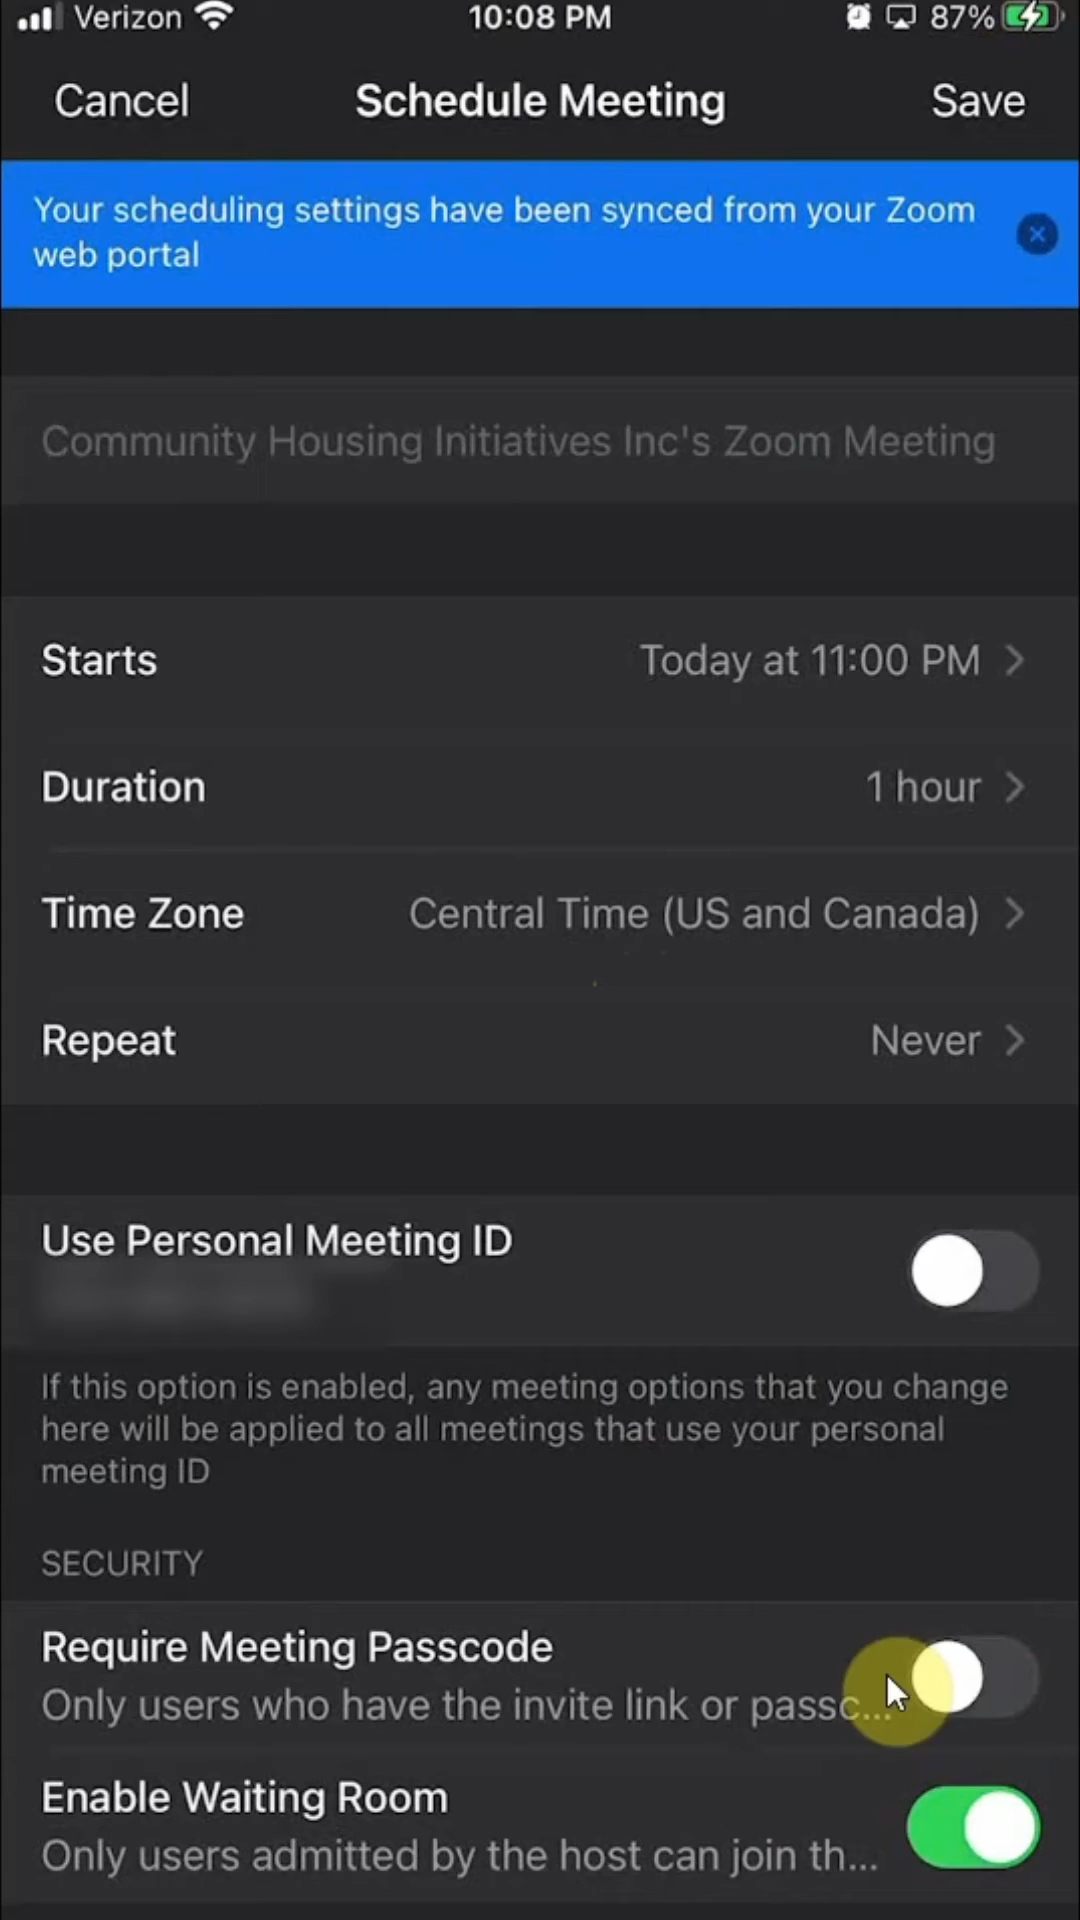 Verizon 10:08 PM 87%
Cancel Schedule Meeting Save
Your scheduling settings have been synced from your Zoom
web portal
Community Housing Initiatives Inc's Zoom Meeting
Starts Today at 11:00 PM
Duration 1 hour
Time Zone Central Time (US and Canada)
Repeat Never
Use Personal Meeting ID
If this option is enabled, any meeting options that you change
here will be applied to all meetings that use your personal
meeting ID
SECURITY
Require Meeting Passcode
Only users who have the invite link or passc...
Enable Waiting Room
Only users admitted by the host can join th...